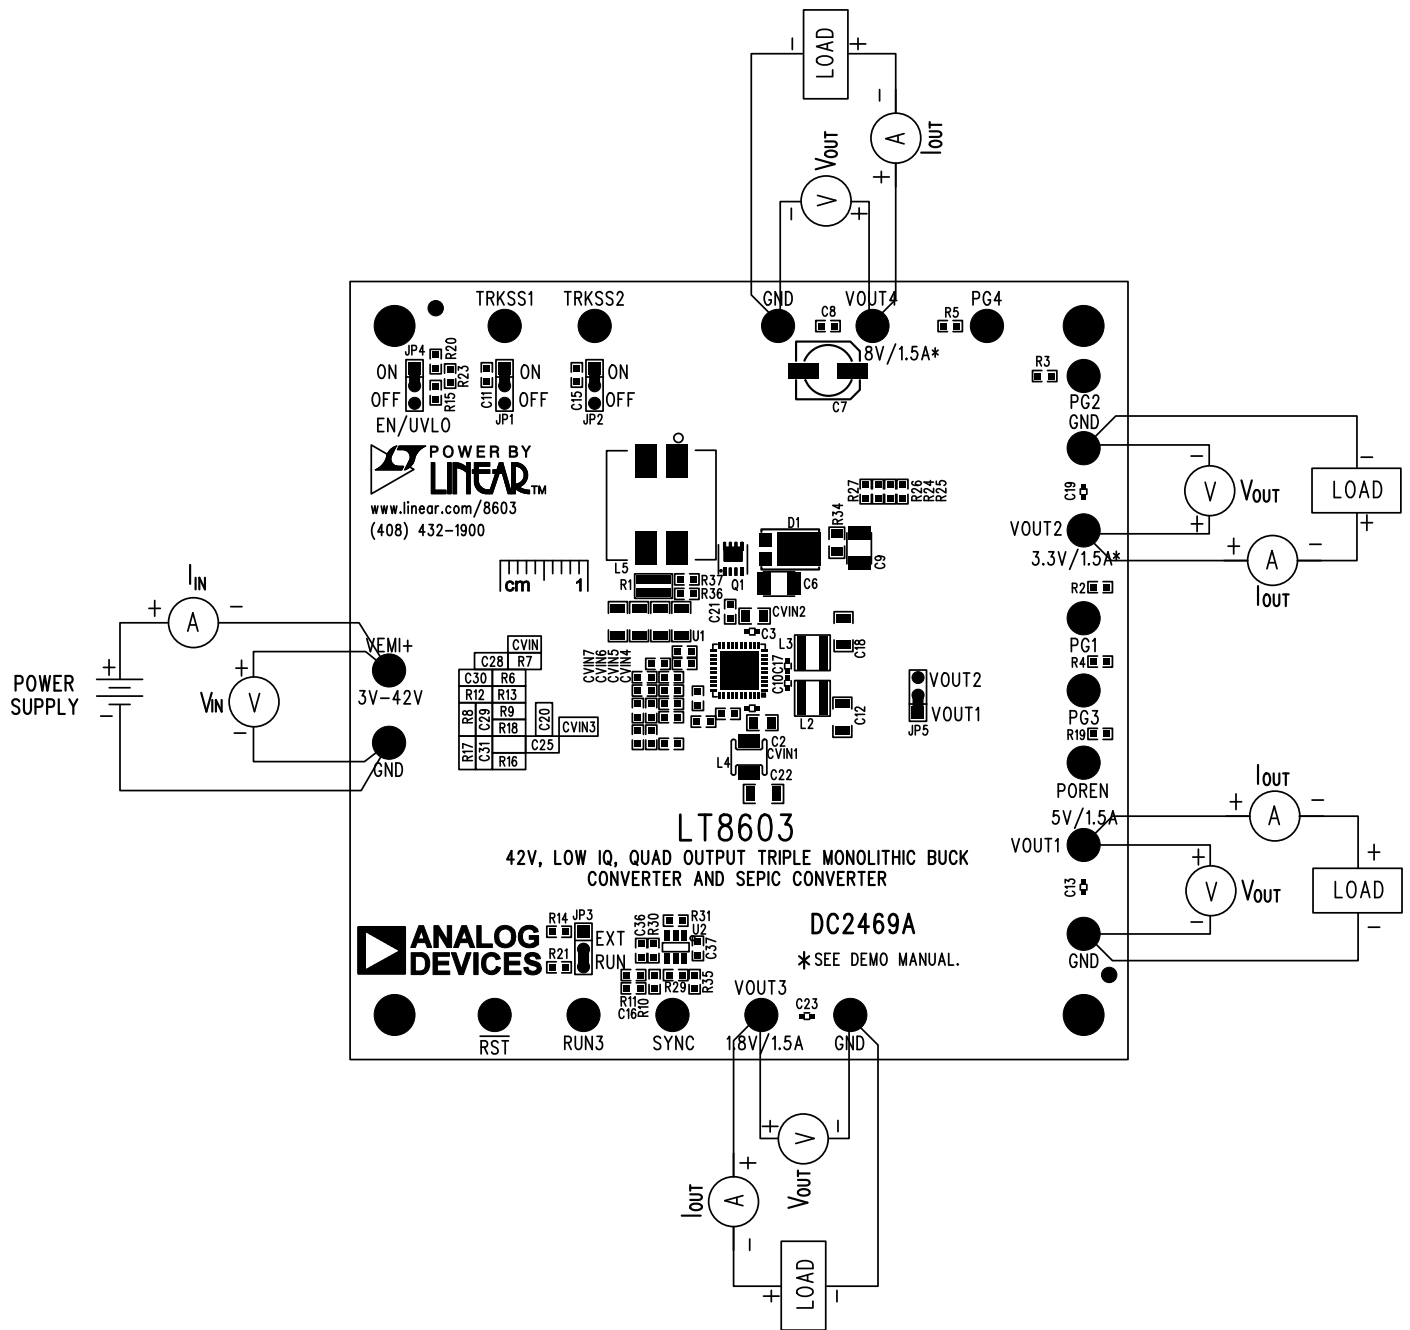 LOAD
- +
-
A
IOUT
+
VOUT
V
- +
TRKSS1
TRKSS2
GND
VOUT4
PG4
C8
R5
8V/1.5A*
C7
R3
PG2
GND
JP4
R20
R23
R15
ON
OFF
EN/UVLO
C11
ON
OFF
JP1
C15
ON
OFF
JP2
POWER BY
LINEAR TM
www.linear.com/8603
(408) 432-1900
cm 1
L5
R1
R37
R36
Q1
D1
R34
C6
C9
R27
R26
R24
R25
C19
VOUT2
3.3V/1.5A*
R2
PG1
R4
PG3
R19
POREN
5V/1.5A
VOUT1
C13
GND
-
V
+
VOUT
-
LOAD
+
+
A
-
IOUT
IIN
+
A
-
POWER
SUPPLY
+
-
VIN
+
V
-
VEMI+
3V-42V
GND
CVIN
C28
R7
C30
R6
R12
R13
R8
C29
R9
R18
C20
CVIN3
R17
C31
C25
R16
CVIN7
CVIN6
CVIN5
CVIN4
U1
C21
CVIN2
C3
L3
C18
C17
C10
L2
C12
C2
CVIN1
L4
C22
VOUT2
VOUT1
JP5
LT8603
42V, LOW IQ, QUAD OUTPUT TRIPLE MONOLITHIC BUCK
CONVERTER AND SEPIC CONVERTER
IOUT
+
A
-
+
V
-
VOUT
+
LOAD
-
DC2469A
*SEE DEMO MANUAL.
ANALOG
DEVICES
R14
JP3
EXT
R21
RUN
C36
R30
R31
U2
C37
R11
C16
R10
R29
R35
RST
RUN3
SYNC
VOUT3
1.8V/1.5A
C23
GND
+
V
-
VOUT
+
A
-
IOUT
+
LOAD
-